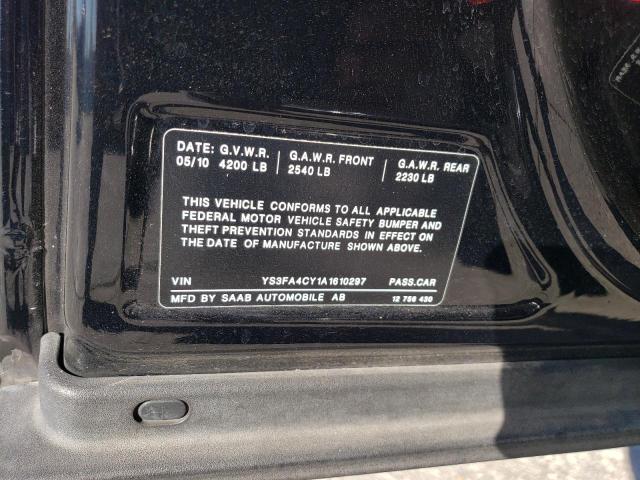 DATE: G.V.W.R. G.A.W.R. FRONT G.A.W.R. REAR
05/10 4200 LB 2540 LB 2230 LB
THIS VEHICLE CONFORMS TO ALL APPLICABLE
FEDERAL MOTOR VEHICLE SAFETY BUMPER AND
THEFT PREVENTION STANDARDS IN EFFECT ON
THE DATE OF MANUFACTURE SHOWN ABOVE.
VIN YS3FA4CY1A1610297 PASS.CAR
MFD BY SAAB AUTOMOBILE AB 12 756 430